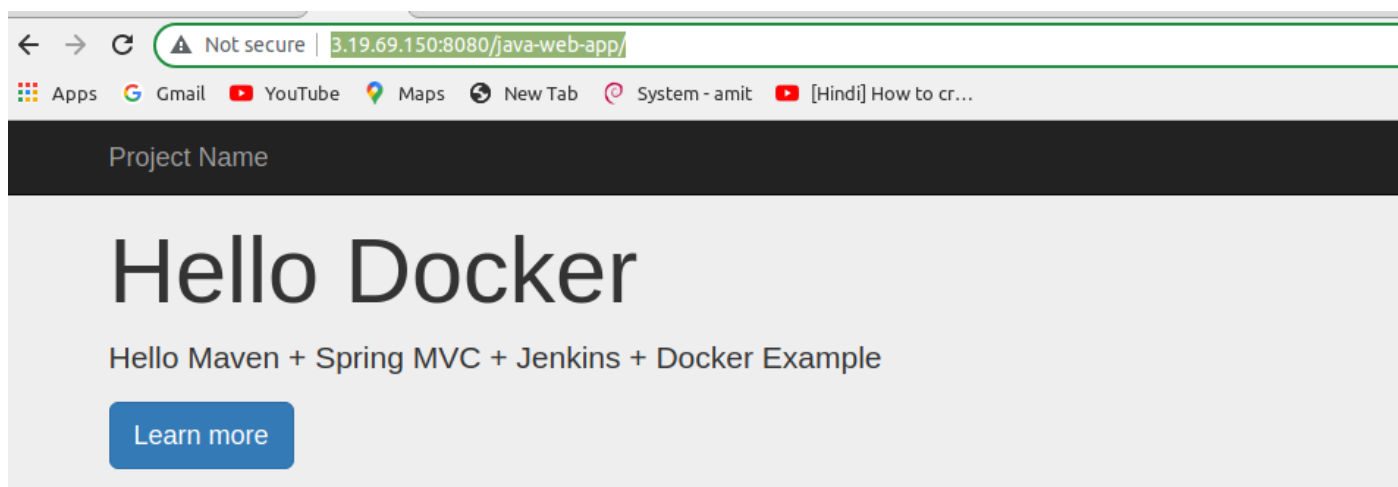 Not secure | 3.19.69.150:8080/java-web-app/
Apps Gmail YouTube Maps New Tab System - amit [Hindi] How to cr...
Project Name
Hello Docker
Hello Maven + Spring MVC + Jenkins + Docker Example
Learn more